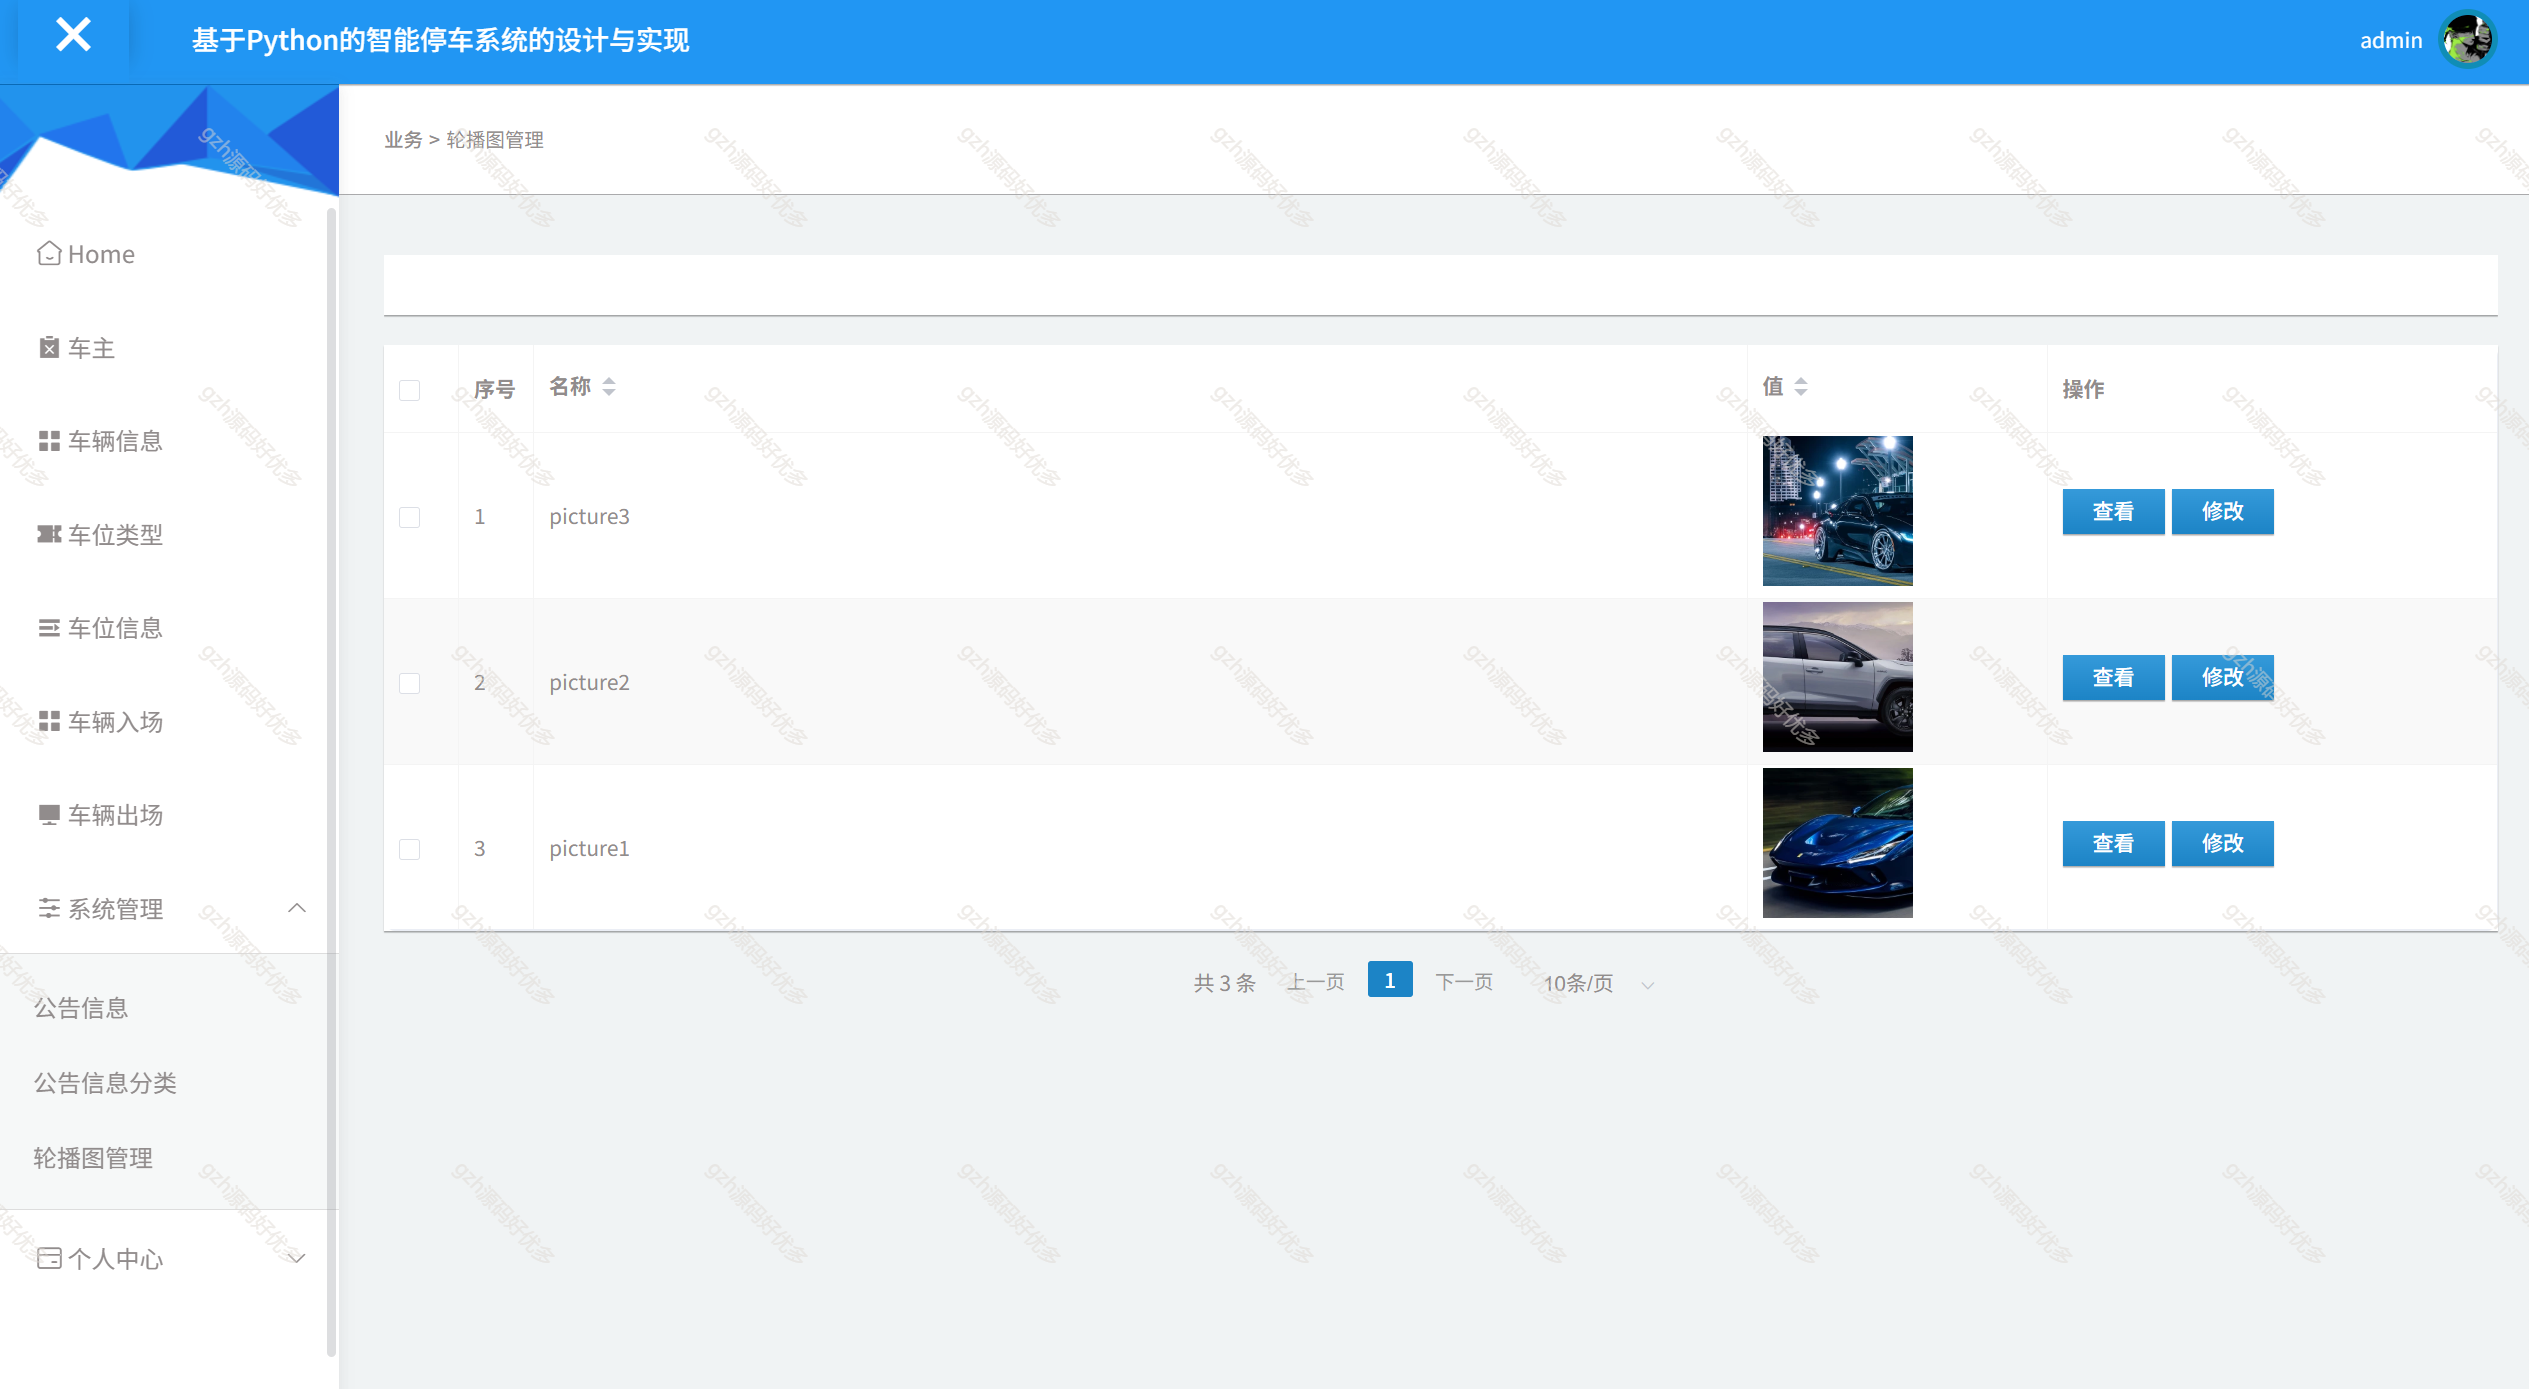 基于Python的智能停车系统的设计与实现
admin
业务 > 轮播图管理
Home
车主
车辆信息
车位类型
车位信息
车辆入场
车辆出场
系统管理
公告信息
公告信息分类
轮播图管理
个人中心
序号 名称 值 操作
1 picture3 查看 修改
2 picture2 查看 修改
3 picture1 查看 修改
共 3 条 上一页 1 下一页 10条/页
gzh源码好优多